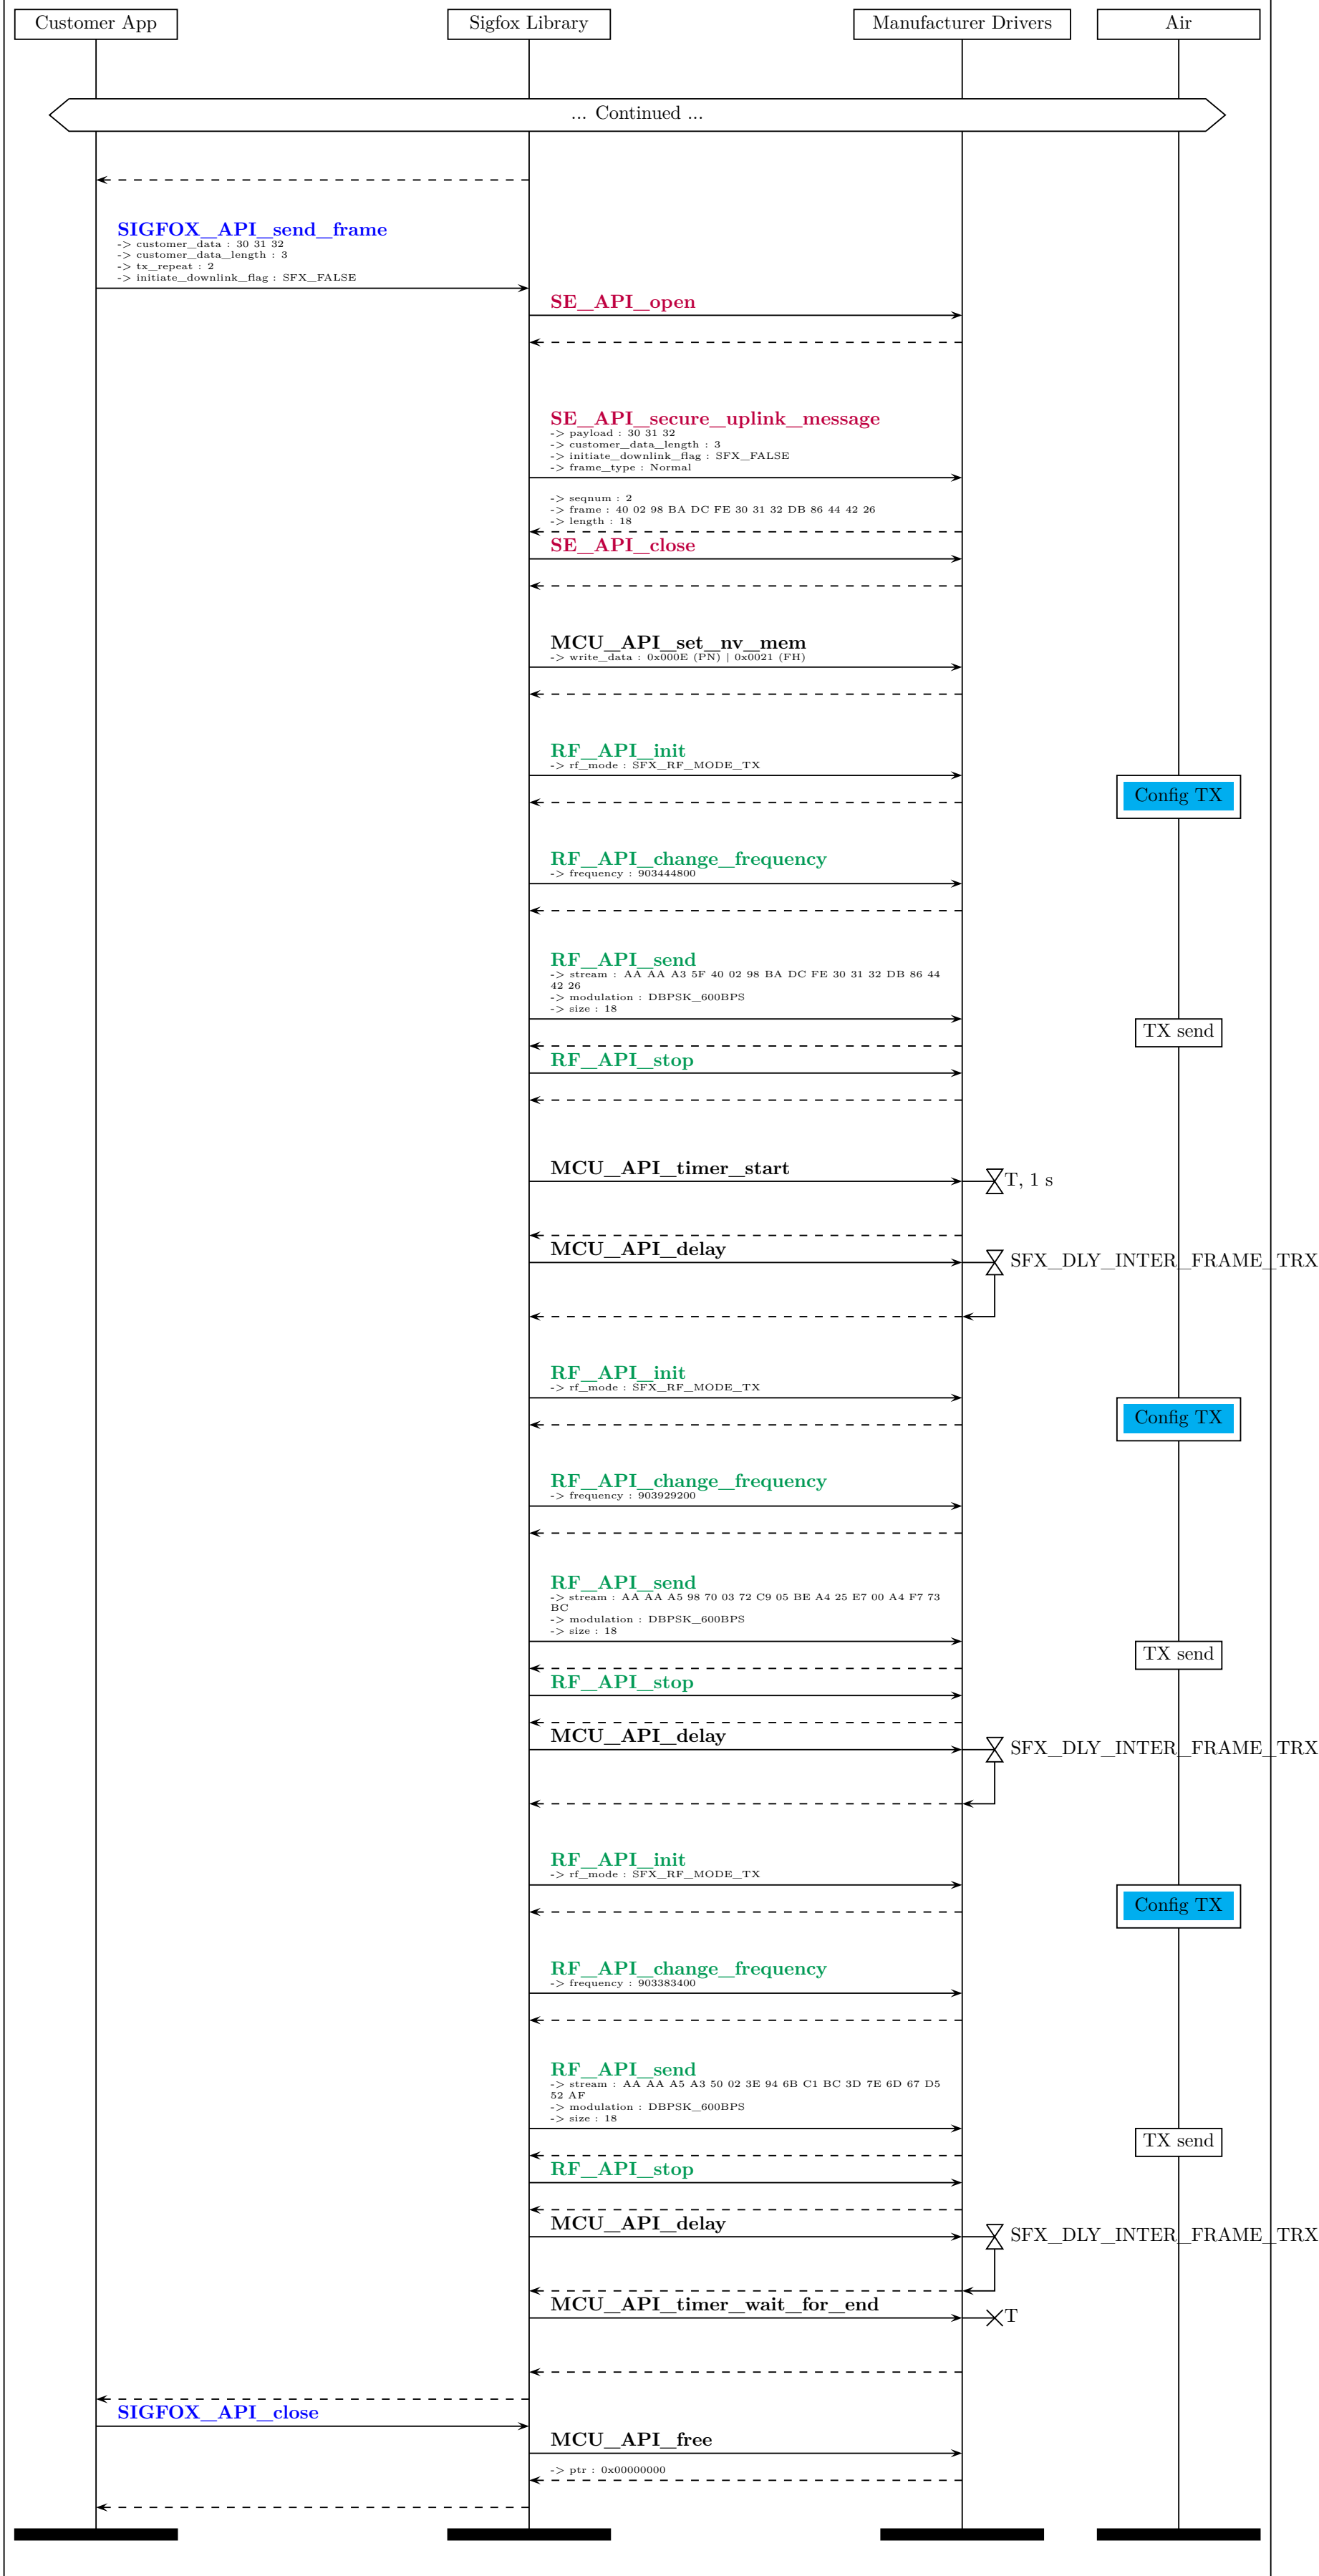 Customer App
Sigfox Library
Manufacturer Drivers
Air
... Continued ...
SIGFOX_API_send_frame
-> customer_data : 30 31 32
-> customer_data_length : 3
-> tx_repeat : 2
-> initiate_downlink_flag : SFX_FALSE
SE_API_open
SE_API_secure_uplink_message
-> payload : 30 31 32
-> customer_data_length : 3
-> initiate_downlink_flag : SFX_FALSE
-> frame_type : Normal
-> seqnum : 2
-> frame : 40 02 98 BA DC FE 30 31 32 DB 86 44 42 26
-> length : 18
SE_API_close
MCU_API_set_nv_mem
-> write_data : 0x000E (PN) | 0x0021 (FH)
RF_API_init
-> rf_mode : SFX_RF_MODE_TX
Config TX
RF_API_change_frequency
-> frequency : 903444800
RF_API_send
-> stream : AA AA A3 5F 40 02 98 BA DC FE 30 31 32 DB 86 44
42 26
-> modulation : DBPSK_600BPS
-> size : 18
TX send
RF_API_stop
MCU_API_timer_start
T, 1 s
MCU_API_delay
SFX_DLY_INTER_FRAME_TRX
RF_API_init
-> rf_mode : SFX_RF_MODE_TX
Config TX
RF_API_change_frequency
-> frequency : 903929200
RF_API_send
-> stream : AA AA A5 98 70 03 72 C9 05 BE A4 25 E7 00 A4 F7 73
BC
-> modulation : DBPSK_600BPS
-> size : 18
TX send
RF_API_stop
MCU_API_delay
SFX_DLY_INTER_FRAME_TRX
RF_API_init
-> rf_mode : SFX_RF_MODE_TX
Config TX
RF_API_change_frequency
-> frequency : 903383400
RF_API_send
-> stream : AA AA A5 A3 50 02 3E 94 6B C1 BC 3D 7E 6D 67 D5
52 AF
-> modulation : DBPSK_600BPS
-> size : 18
TX send
RF_API_stop
MCU_API_delay
SFX_DLY_INTER_FRAME_TRX
MCU_API_timer_wait_for_end
T
SIGFOX_API_close
MCU_API_free
-> ptr : 0x00000000